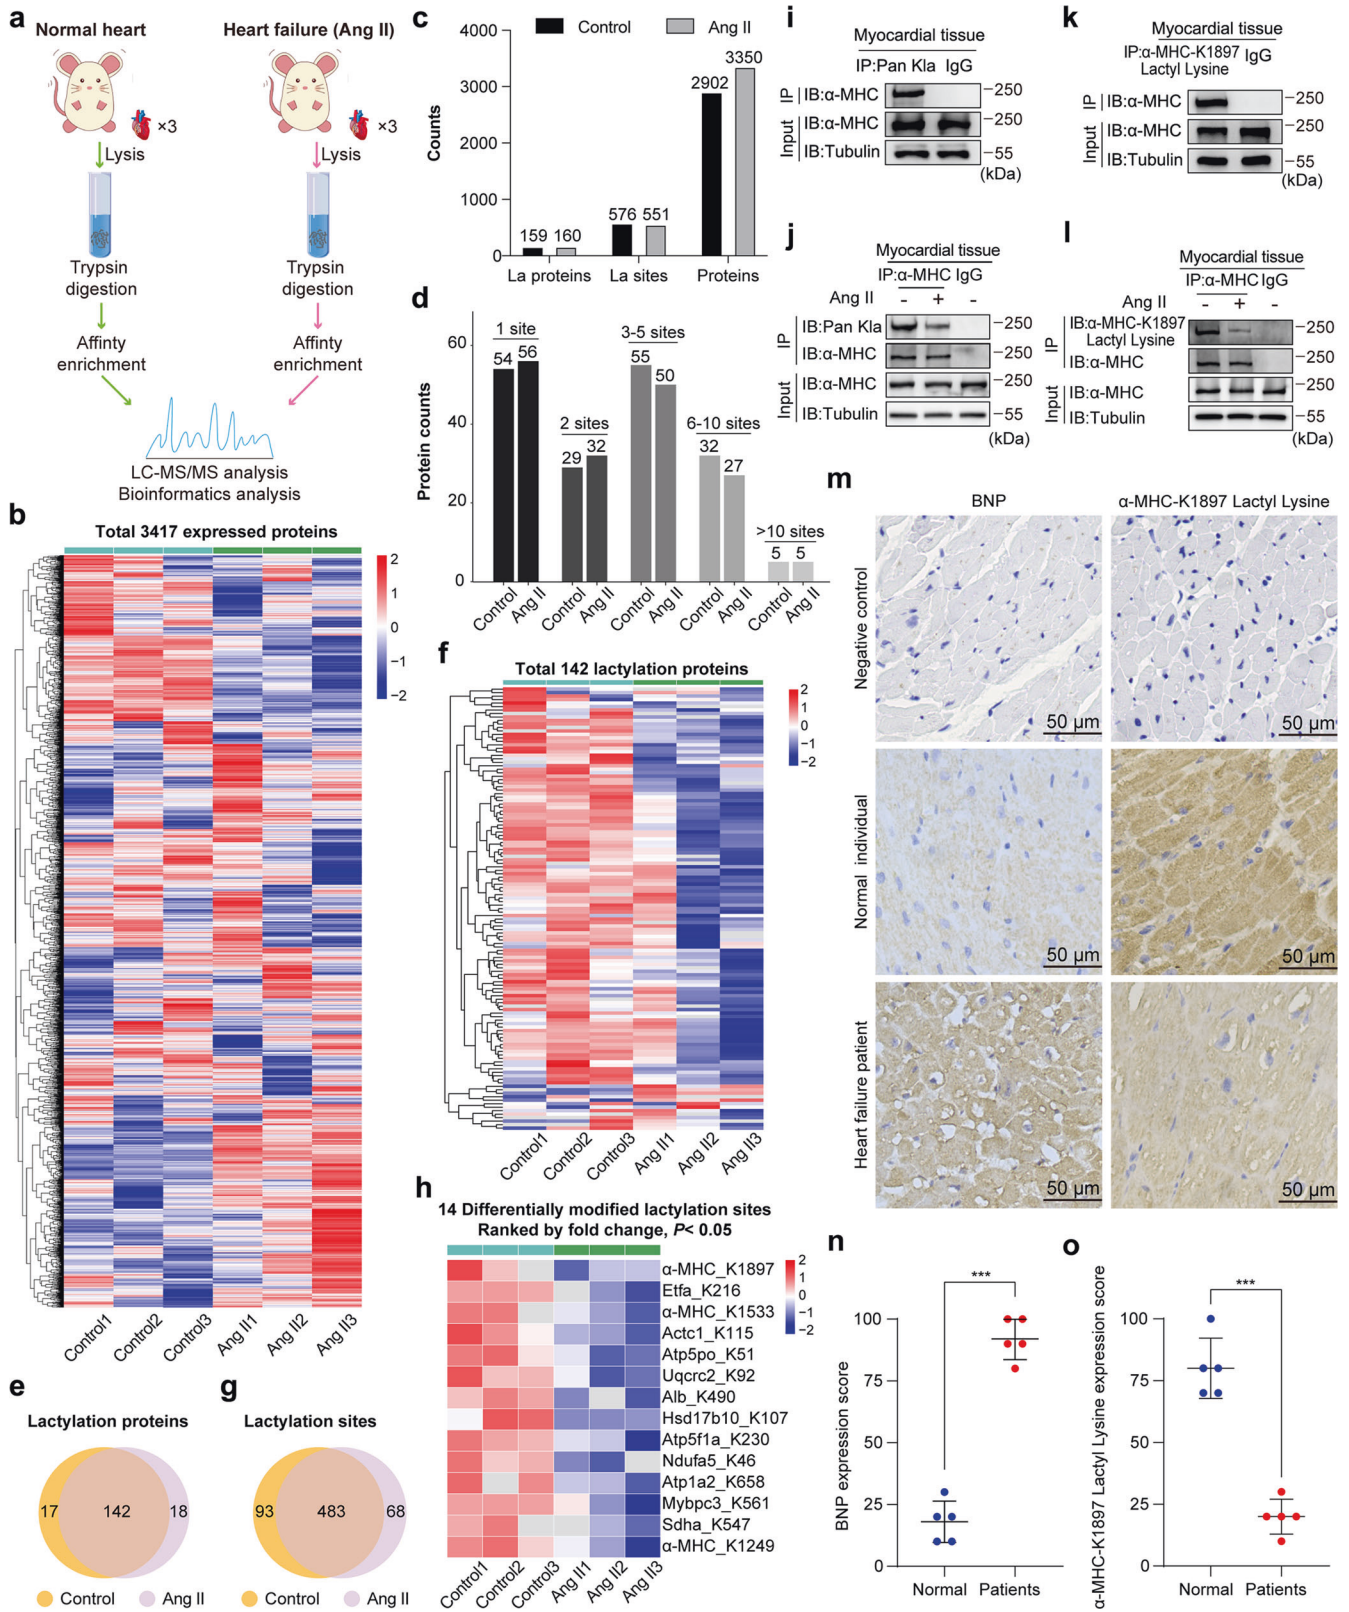 a
Normal heart
Heart failure (Ang II)
×3
×3
Lysis
Lysis
Trypsin
digestion
Trypsin
digestion
Affinty
enrichment
Affinty
enrichment
LC-MS/MS analysis
Bioinformatics analysis
b
Total 3417 expressed proteins
2
1
0
−1
−2
Control1
Control2
Control3
Ang II1
Ang II2
Ang II3
c
Control
Ang II
Counts
4000
3000
2000
1000
0
159
160
576
551
2902
3350
La proteins
La sites
Proteins
d
Protein counts
60
40
20
0
1 site
54
56
2 sites
29
32
3-5 sites
55
50
6-10 sites
32
27
>10 sites
5
5
Control
Ang II
Control
Ang II
Control
Ang II
Control
Ang II
Control
Ang II
e
Lactylation proteins
17
142
18
Control
Ang II
f
Total 142 lactylation proteins
2
1
0
−1
−2
Control1
Control2
Control3
Ang II1
Ang II2
Ang II3
g
Lactylation sites
93
483
68
Control
Ang II
h
14 Differentially modified lactylation sites
Ranked by fold change, P< 0.05
2
1
0
−1
−2
α-MHC_K1897
Etfa_K216
α-MHC_K1533
Actc1_K115
Atp5po_K51
Uqcrc2_K92
Alb_K490
Hsd17b10_K107
Atp5f1a_K230
Ndufa5_K46
Atp1a2_K658
Mybpc3_K561
Sdha_K547
α-MHC_K1249
Control1
Control2
Control3
Ang II1
Ang II2
Ang II3
i
Myocardial tissue
IP:Pan Kla IgG
IP
IB:α-MHC
−250
Input
IB:α-MHC
−250
IB:Tubulin
−55
(kDa)
j
Myocardial tissue
IP:α-MHC IgG
Ang II - + -
IP
IB:Pan Kla
−250
IB:α-MHC
−250
Input
IB:α-MHC
−250
IB:Tubulin
−55
(kDa)
k
Myocardial tissue
IP:α-MHC-K1897
Lactyl Lysine
IgG
IP
IB:α-MHC
−250
Input
IB:α-MHC
−250
IB:Tubulin
−55
(kDa)
l
Myocardial tissue
IP:α-MHC IgG
Ang II - + -
IP
IB:α-MHC-K1897
Lactyl Lysine
−250
IB:α-MHC
−250
Input
IB:α-MHC
−250
IB:Tubulin
−55
(kDa)
m
BNP
α-MHC-K1897 Lactyl Lysine
Negative control
50 µm
50 µm
Normal individual
50 µm
50 µm
Heart failure patient
50 µm
50 µm
n
BNP expression score
100
75
50
25
0
***
Normal
Patients
o
α-MHC-K1897 Lactyl Lysine expression score
100
75
50
25
0
***
Normal
Patients